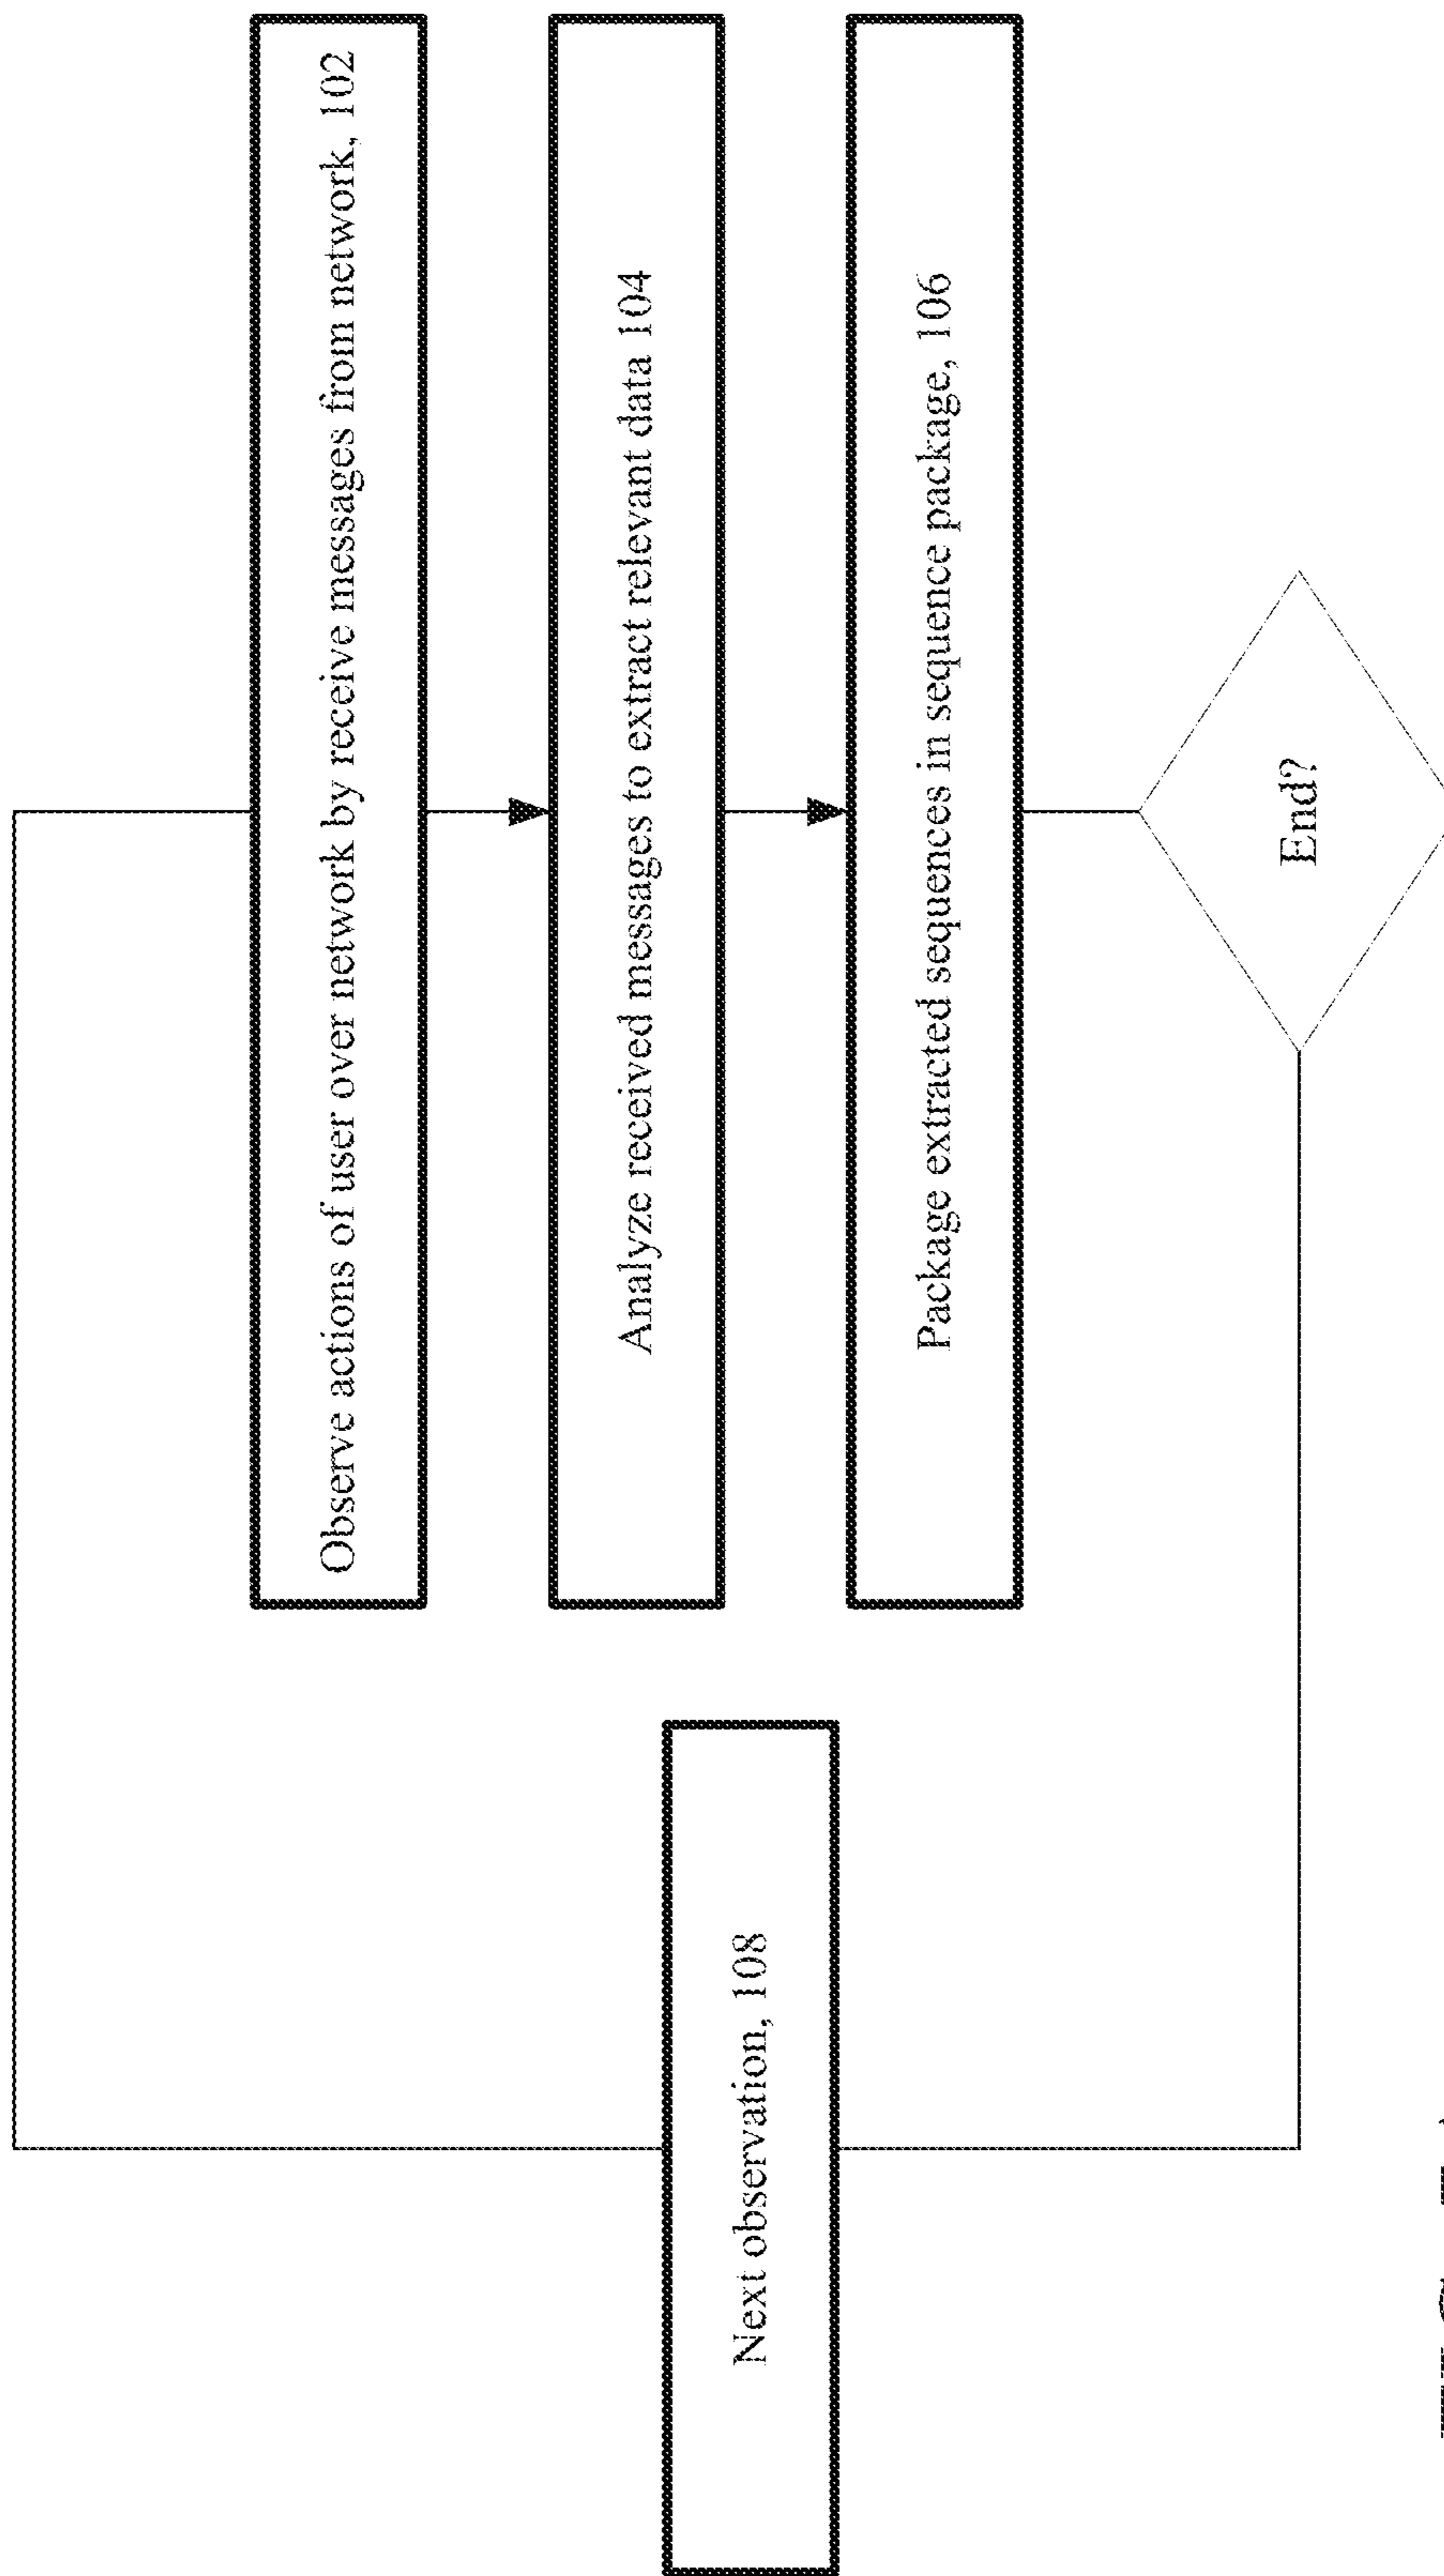 Observe actions of user over network by receive messages from network, 102
Analyze received messages to extract relevant data 104
Package extracted sequences in sequence package, 106
Next observation, 108
End?